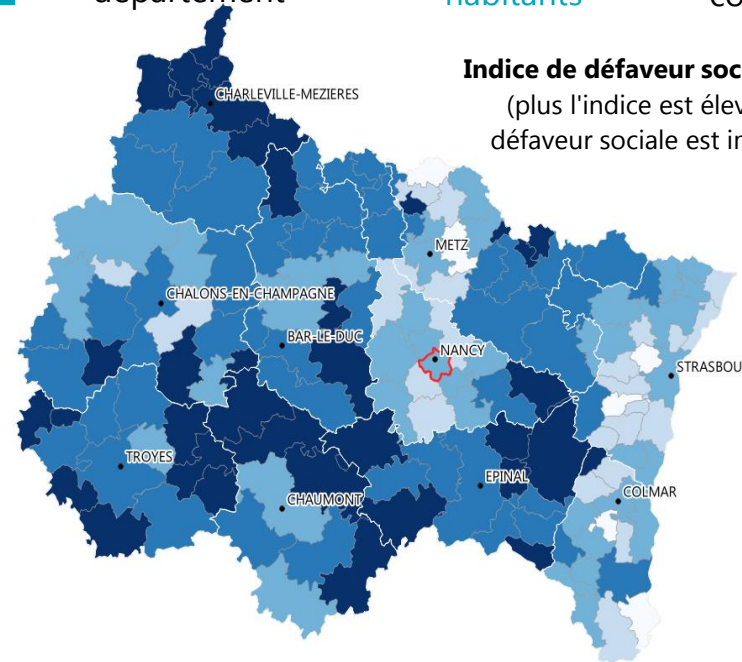 département
habitants
Indice de défaveur soc
(plus l'indice est élev
défaveur sociale est in
CHARLEVILLE-MEZIERES
METZ
CHALONS-EN-CHAMPAGNE
BAR-LE-DUC
NANCY
STRASBOU
TROYES
EPINAL
CHAUMONT
COLMAR